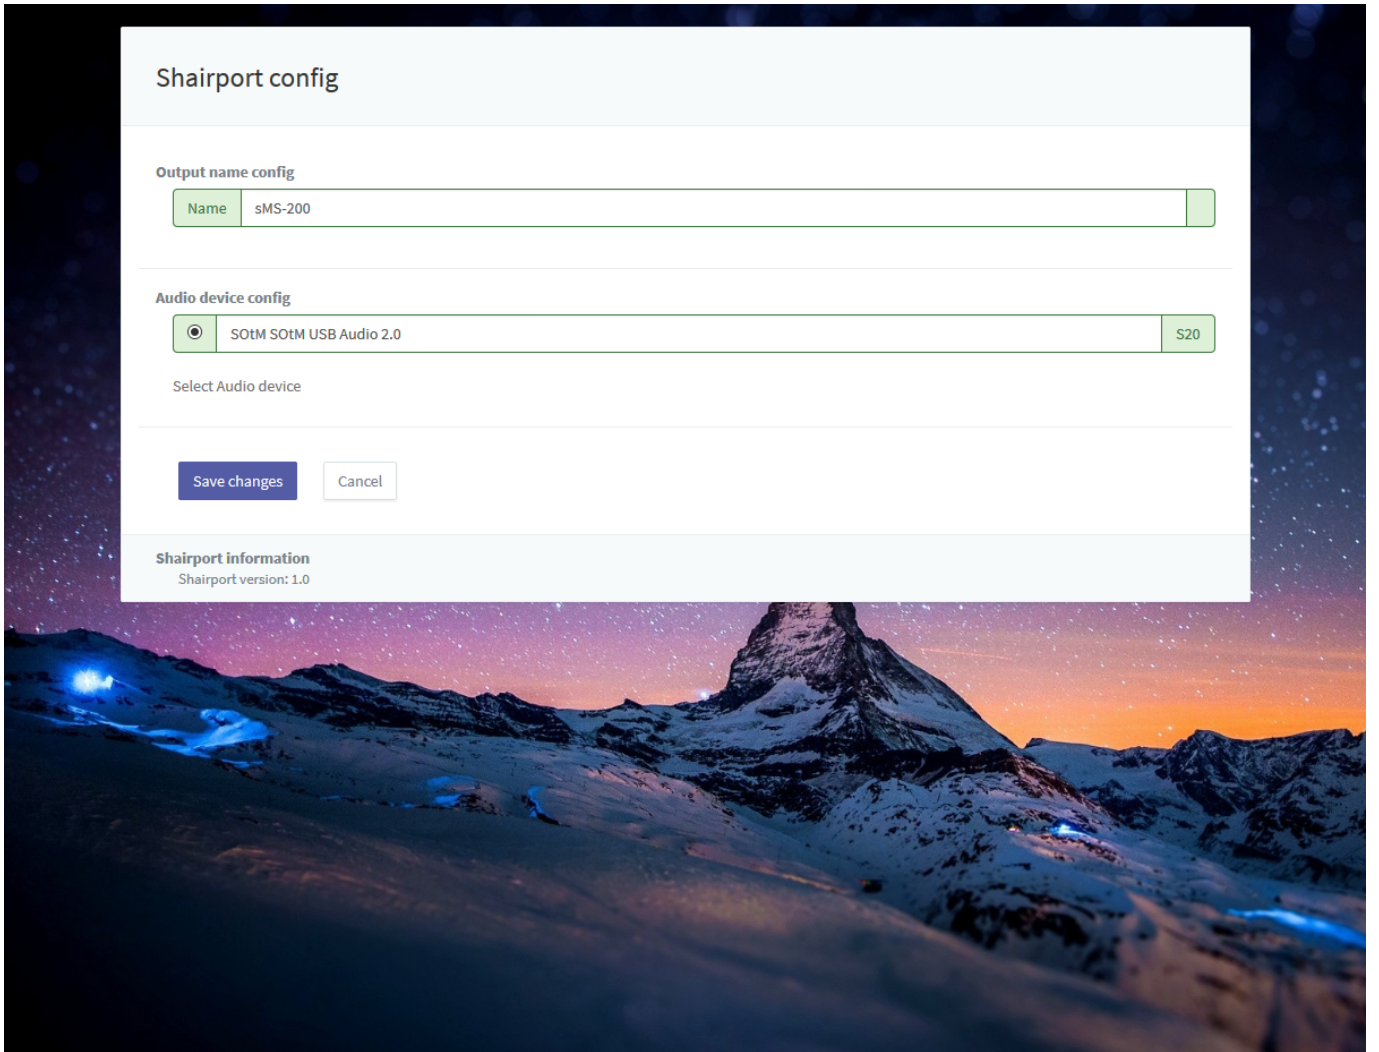 Shairport config
Output name config
Name sMS-200
Audio device config
SOtM SOtM USB Audio 2.0 S20
Select Audio device
Save changes Cancel
Shairport information
Shairport version: 1.0